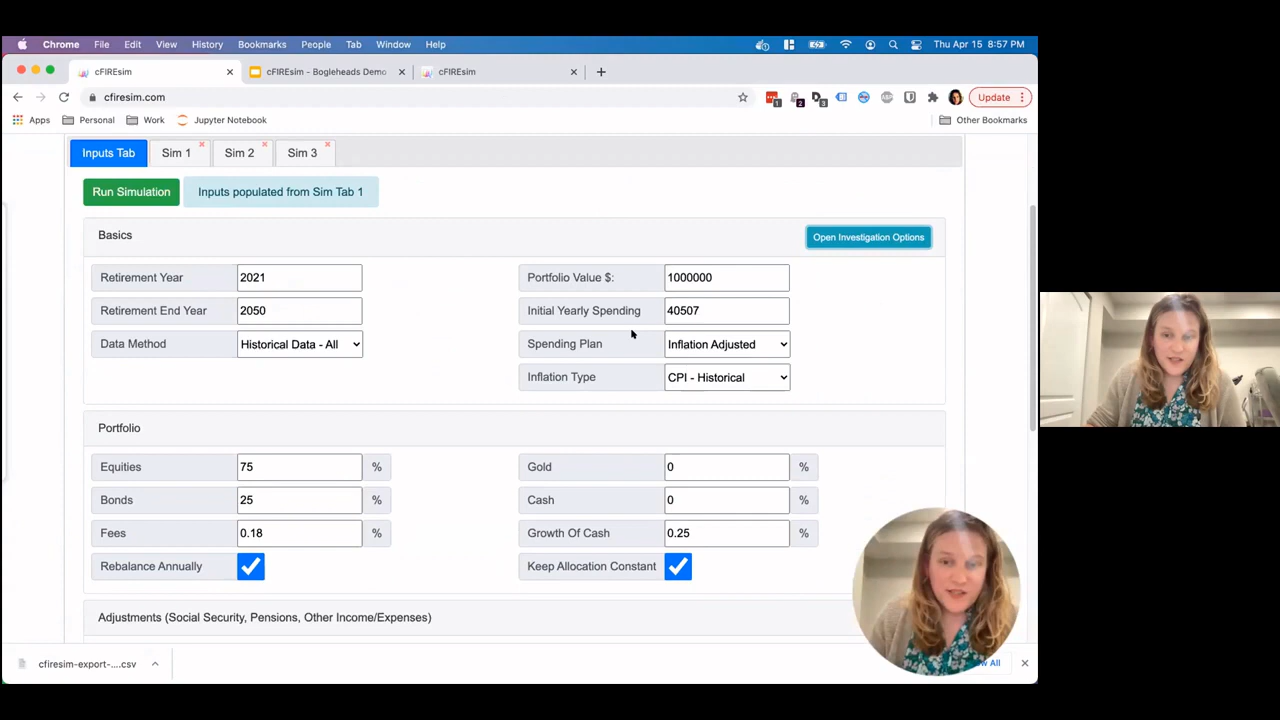 Chrome File Edit View History Bookmarks People Tab Window Help Thu Apr 15 8:57 PM
cFIREsim cFIREsim - Bogleheads Demo cFIREsim
cfiresim.com Update
Apps Personal Work Jupyter Notebook Other Bookmarks
Inputs Tab Sim 1 Sim 2 Sim 3
Run Simulation Inputs populated from Sim Tab 1
Basics Open Investigation Options
Retirement Year 2021 Portfolio Value $: 1000000
Retirement End Year 2050 Initial Yearly Spending 40507
Data Method Historical Data - All Spending Plan Inflation Adjusted
Inflation Type CPI - Historical
Portfolio
Equities 75 % Gold 0 %
Bonds 25 % Cash 0 %
Fees 0.18 % Growth Of Cash 0.25 %
Rebalance Annually Keep Allocation Constant
Adjustments (Social Security, Pensions, Other Income/Expenses)
cfiresim-export-....csv All